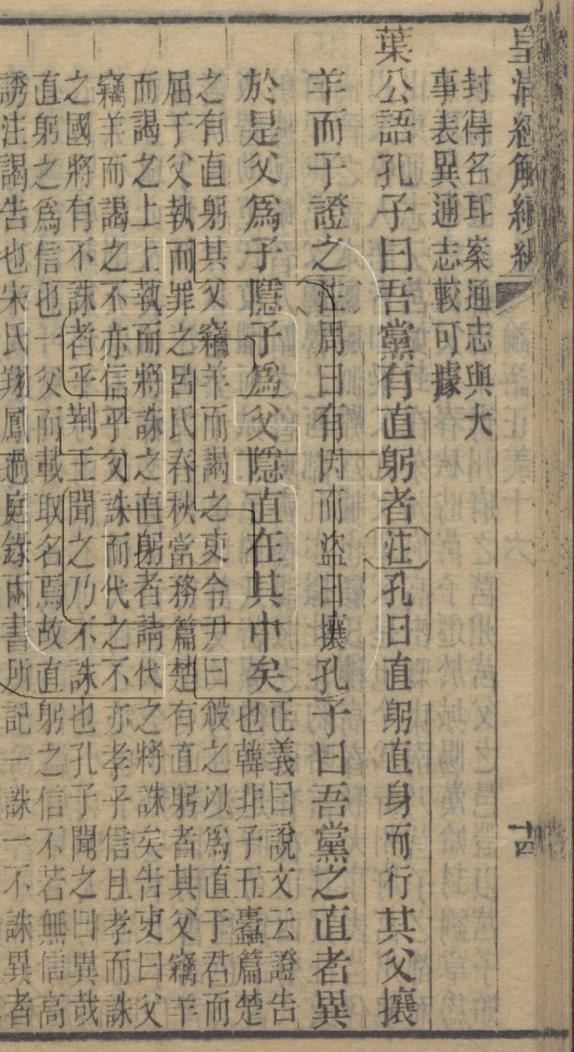 皇清經解續編
十四
封得名耳案通志與大
事表異通志較可據
葉公語孔子曰吾黨有直躬者注孔曰直躬直身而行其父攘
羊而子證之注周曰有因而盜曰攘孔子曰吾黨之直者異
於是父為子隱子為父隱直在其中矣
正義曰說文云證告
也韓非子五蠹篇楚
之有直躬其父竊羊而謁之吏令尹曰殺之以為直于君而
屈于父執而罪之呂氏春秋當務篇楚有直躬者其父竊羊
而謁之上上執而將誅之直躬者請代之將誅矣告吏曰父
竊羊而謁之不亦信乎父誅而代之不亦孝乎信且孝而誅
之國將有不誅者乎荆王聞之乃不誅也孔子聞之曰異哉
直躬之為信也一父而載取名焉故直躬之信不若無信高
誘注謁告也宋氏翔鳳過庭錄兩書所記一誅一不誅異者